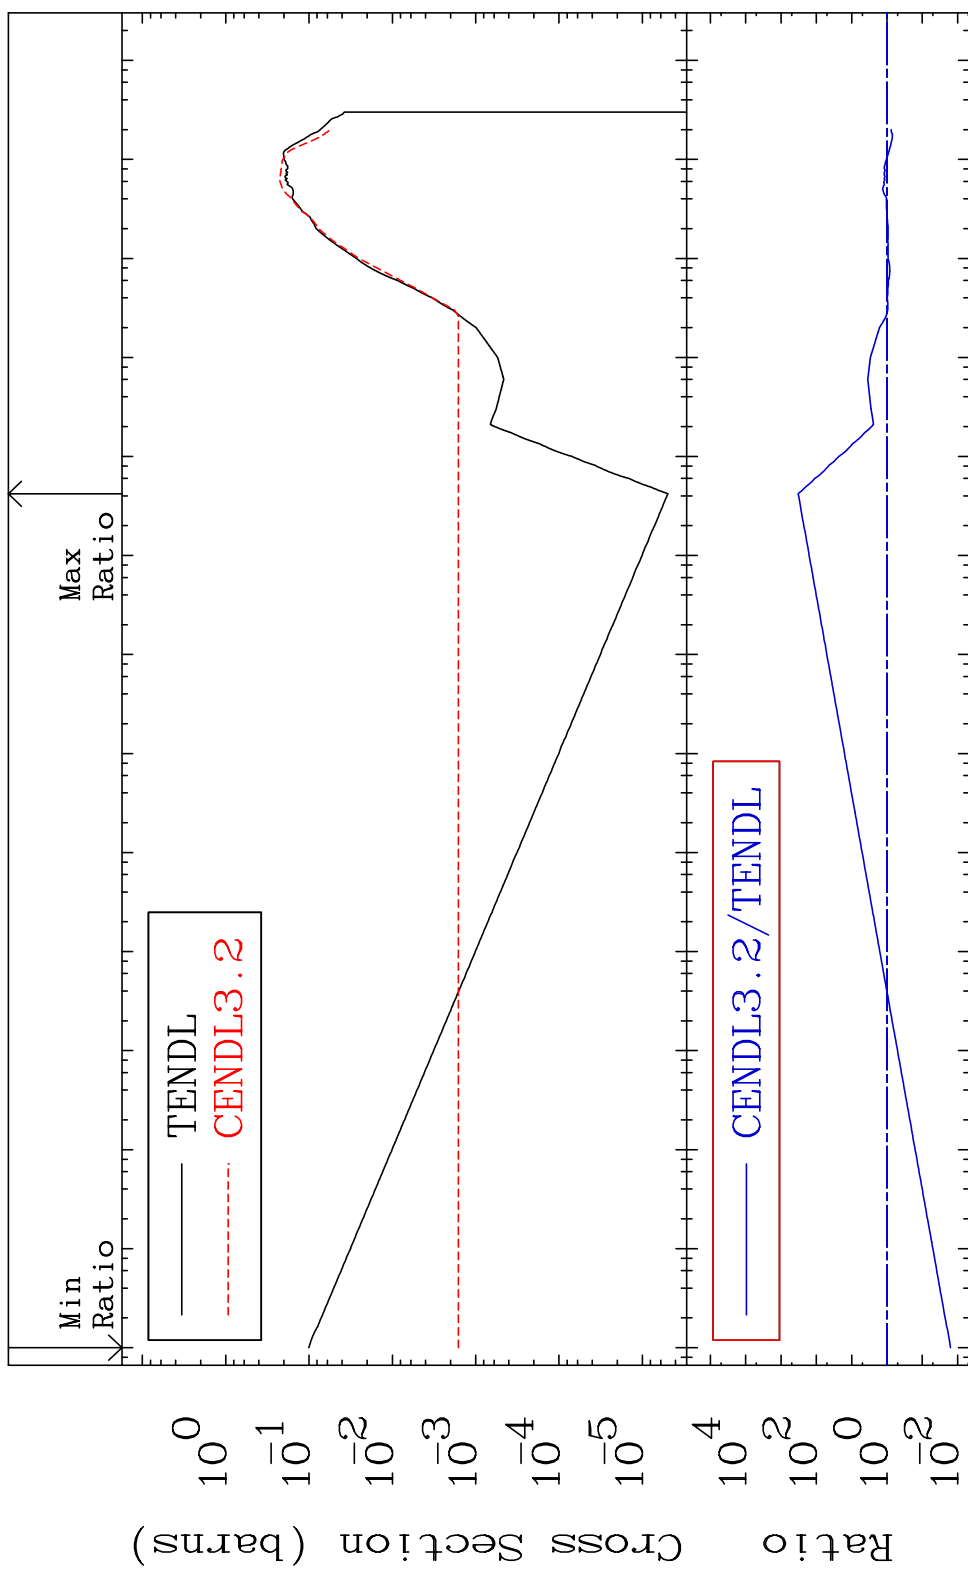 Min
Ratio
Max
Ratio
TENDL
CENDL3.2
Cross Section (barns)
10^0
10^-1
10^-2
10^-3
10^-4
10^-5
CENDL3.2/TENDL
Ratio
10^4
10^2
10^0
10^-2